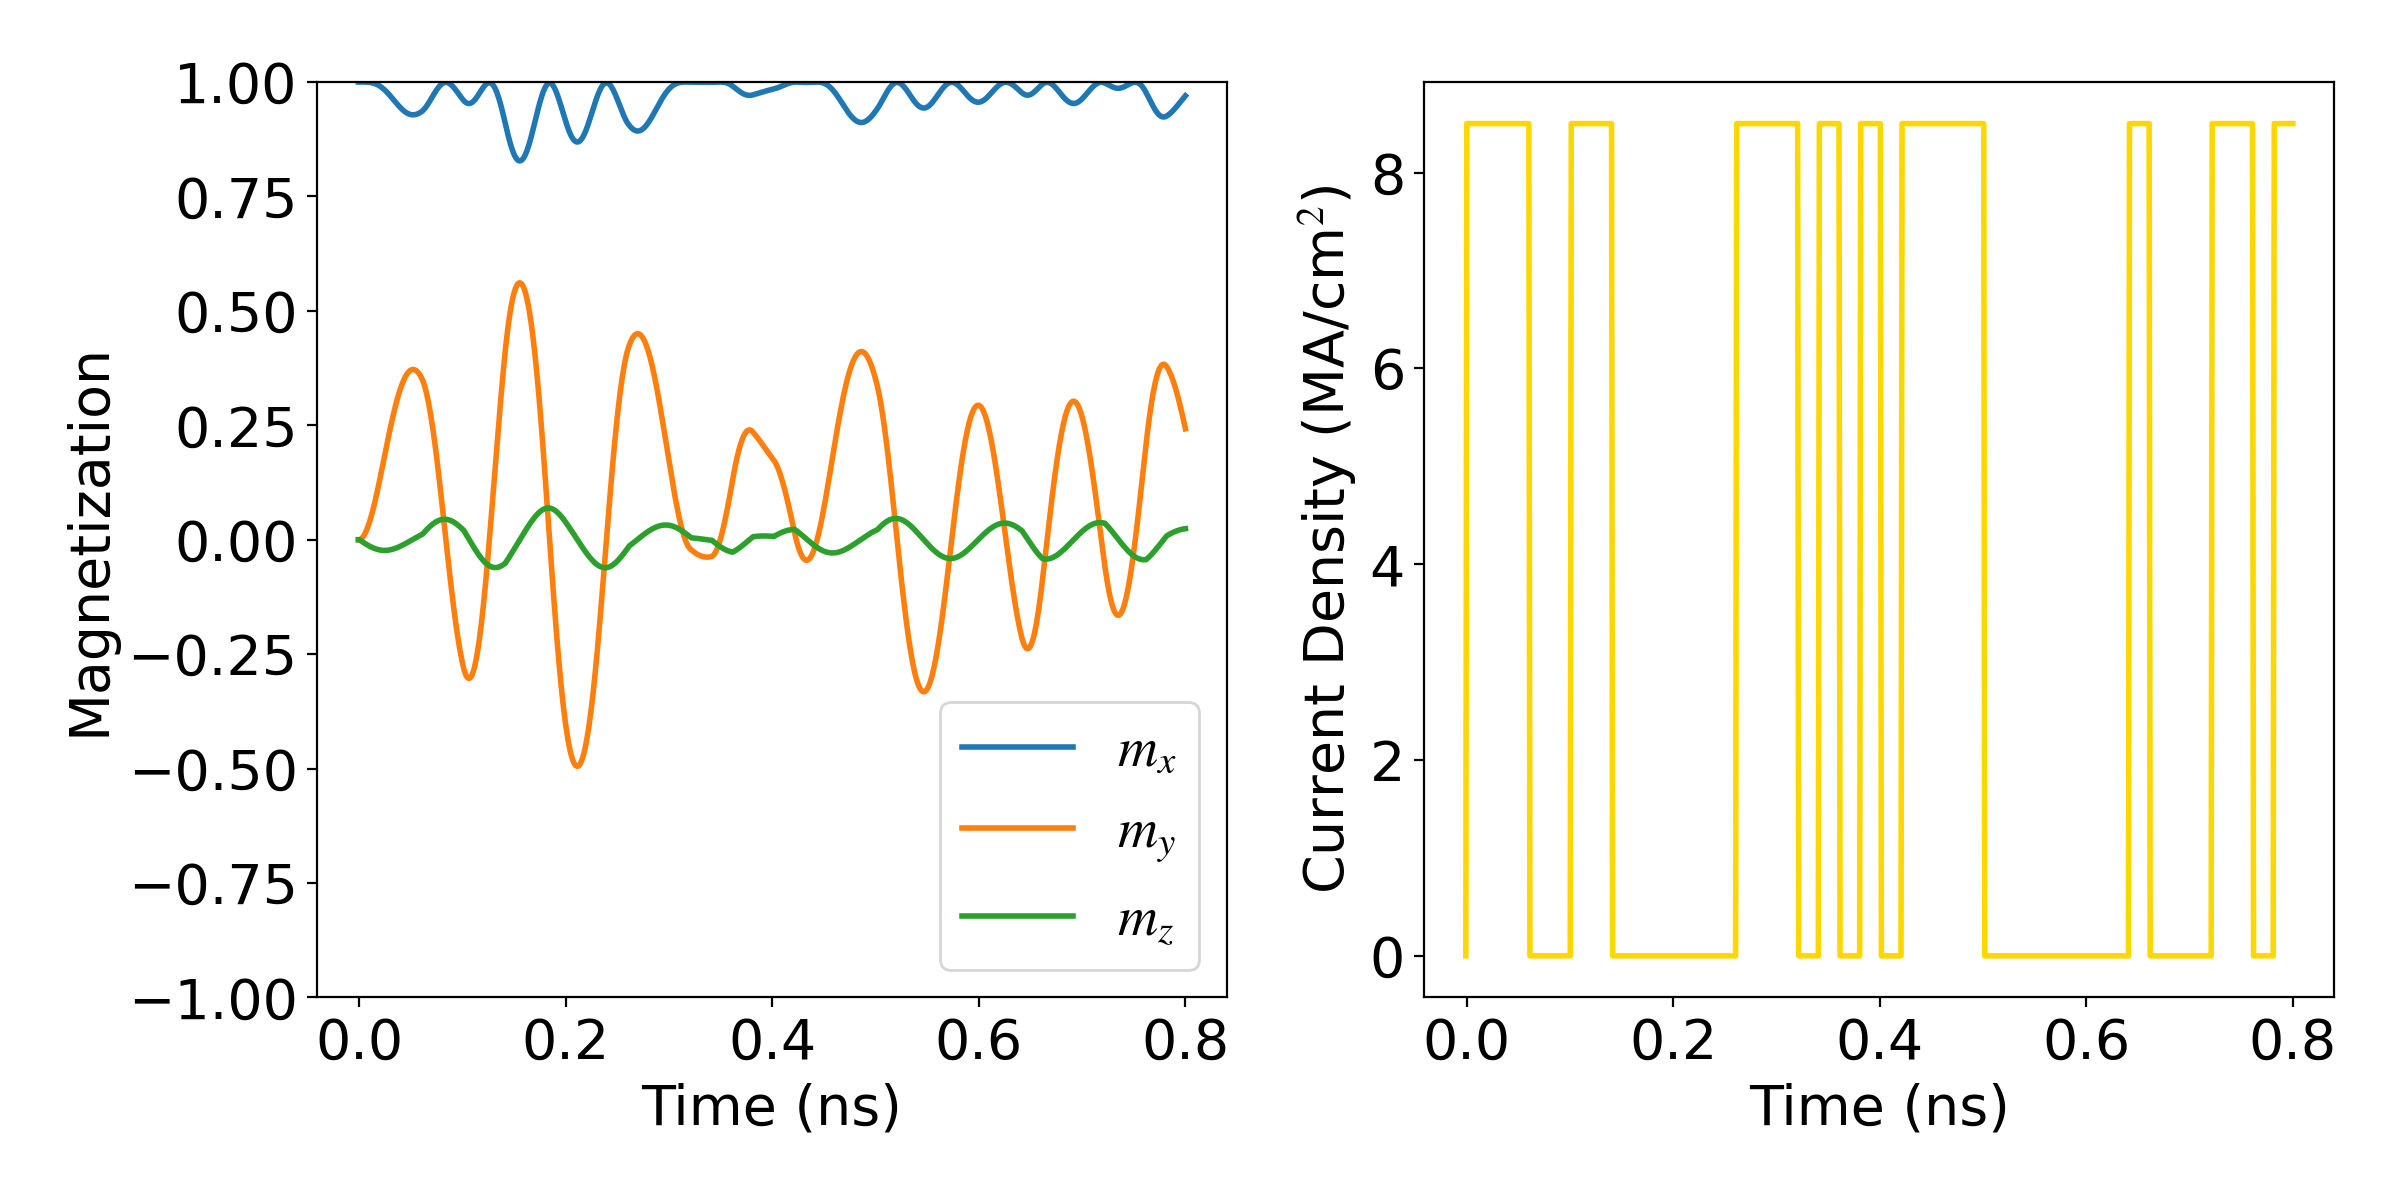 1.00
0.75
0.50
0.25
0.00
−0.25
−0.50
−0.75
−1.00
Magnetization
0.0 0.2 0.4 0.6 0.8
Time (ns)
m_x
m_y
m_z
8
6
4
2
0
Current Density (MA/cm²)
0.0 0.2 0.4 0.6 0.8
Time (ns)